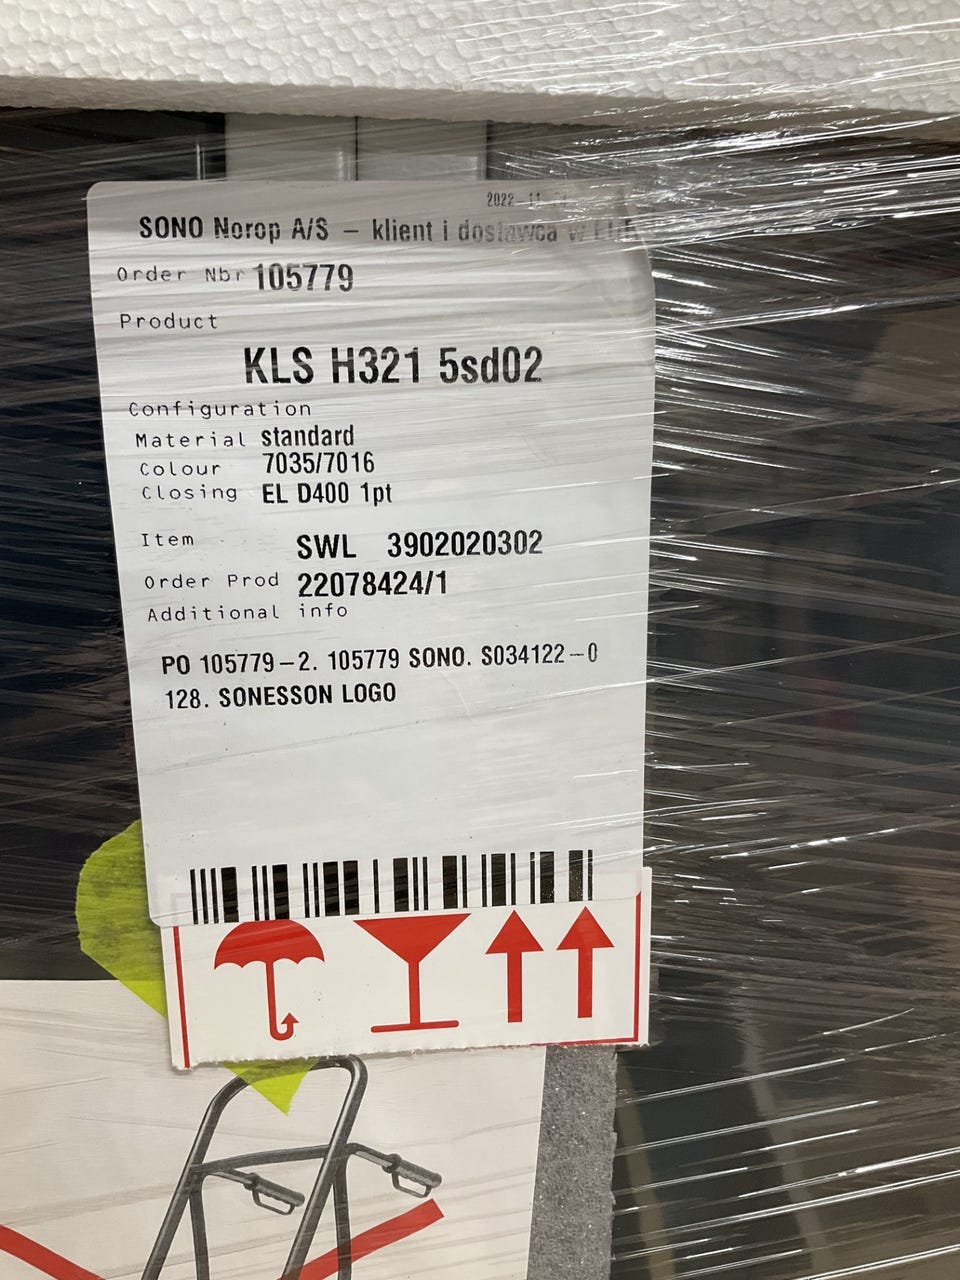 2022-11
SONO Norop A/S – klient i dostawca w
Order Nbr 105779
Product
KLS H321 5sd02
Configuration
Material standard
Colour 7035/7016
Closing EL D400 1pt
Item SWL 3902020302
Order Prod 22078424/1
Additional info
PO 105779-2. 105779 SONO. S034122-0
128. SONESSON LOGO